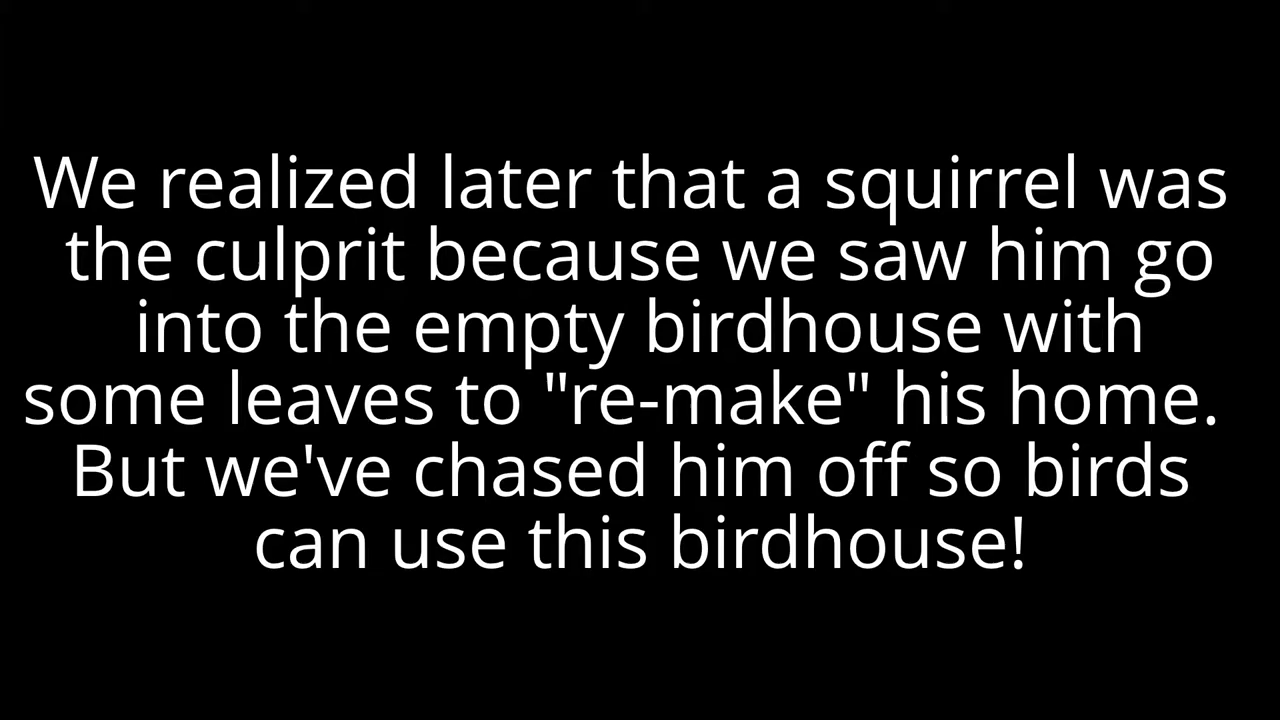 We realized later that a squirrel was
the culprit because we saw him go
into the empty birdhouse with
some leaves to "re-make" his home.
But we've chased him off so birds
can use this birdhouse!